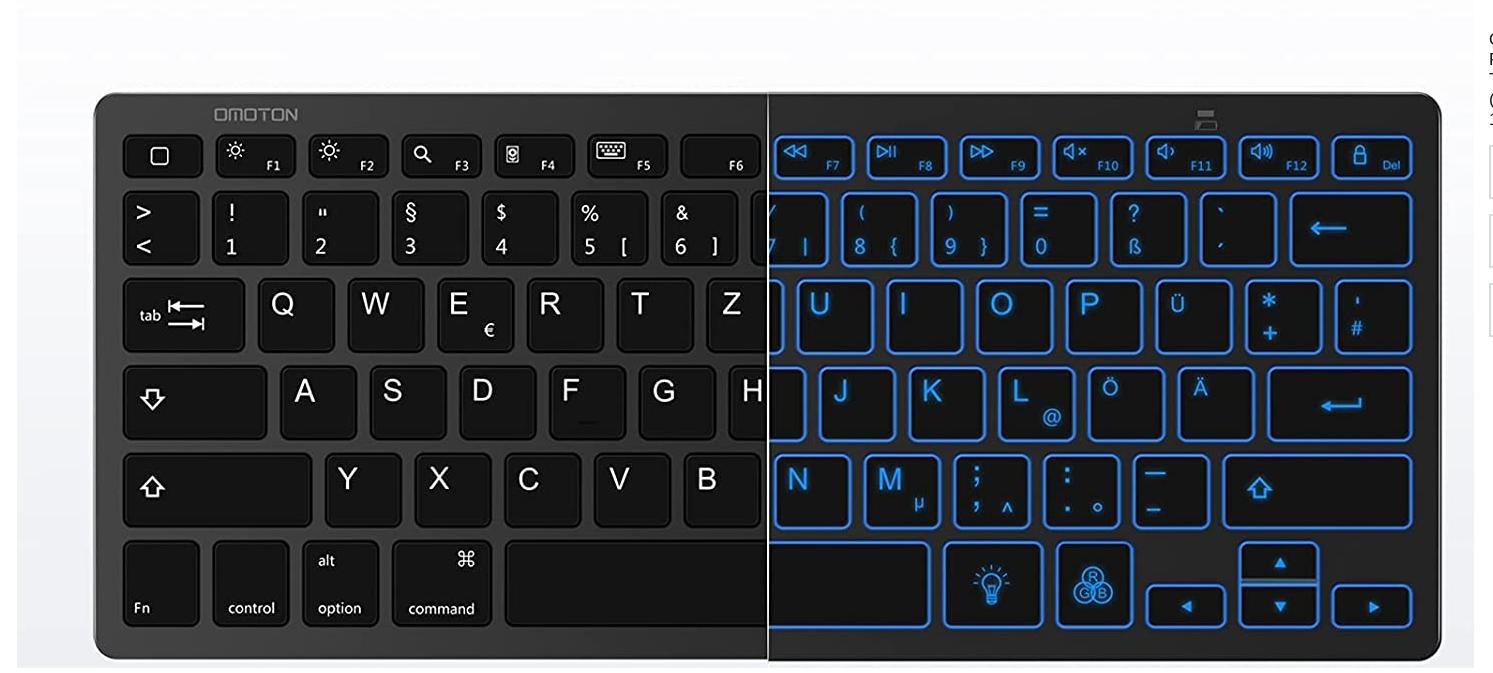 OMOTON
F1 F2 F3 F4 F5 F6 F7 F8 F9 F10 F11 F12 Del
> ! " § $ % & / ( ) = ? `
< 1 2 3 4 5 [ 6 ] 7 | 8 { 9 } 0 ß ´
tab Q W E € R T Z U I O P Ü * + ' #
A S D F G H J K L @ Ö Ä
Y X C V B N M µ ; , ^ : . ° — –
alt ⌘ R G B
Fn control option command